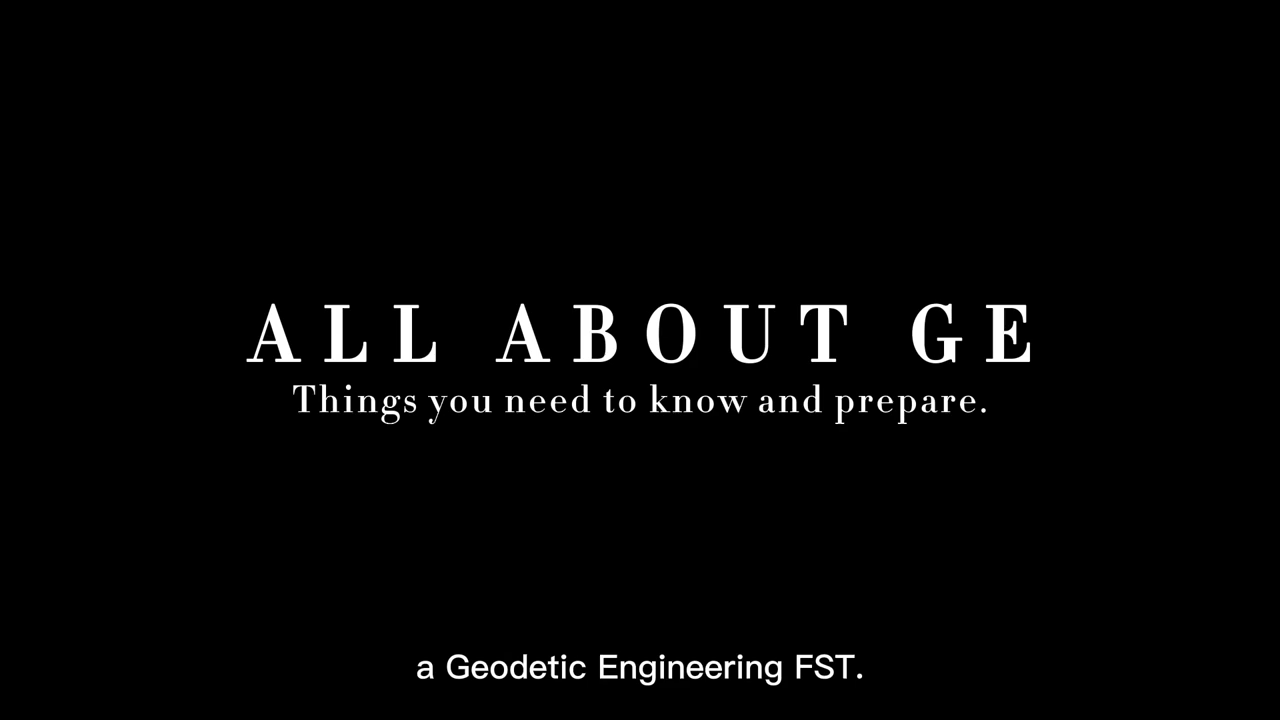 ALL ABOUT GE
Things you need to know and prepare.
a Geodetic Engineering FST.